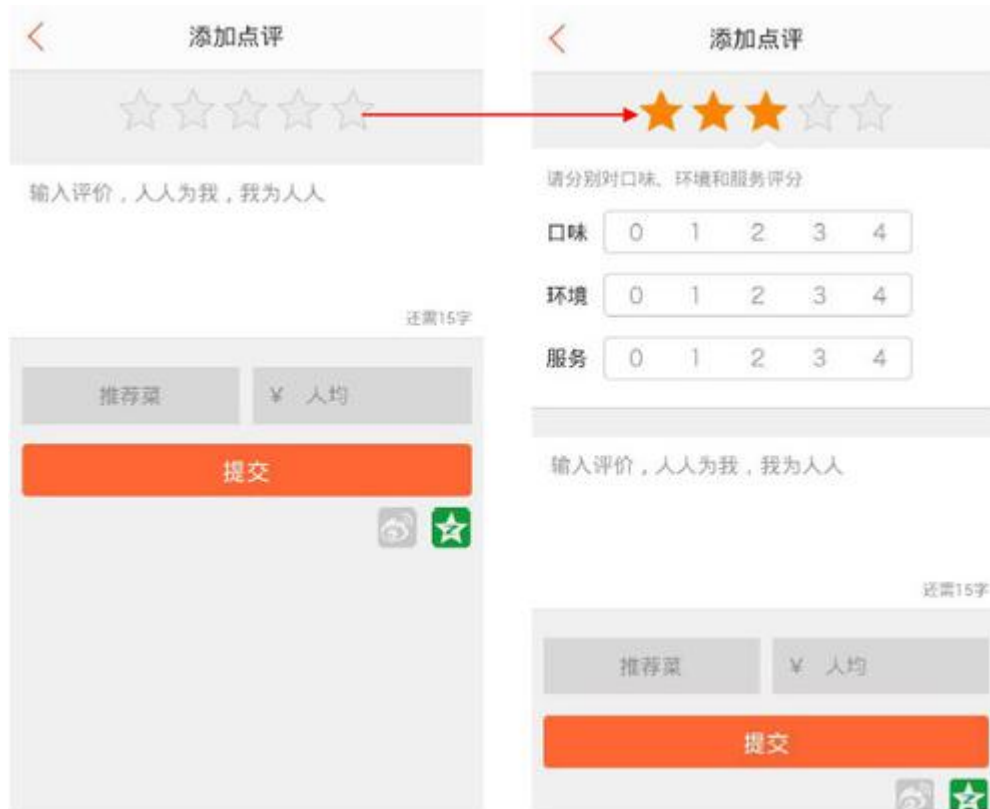 添加点评
输入评价，人人为我，我为人人
还需15字
推荐菜
¥ 人均
提交
添加点评
请分别对口味、环境和服务评分
口味 0 1 2 3 4
环境 0 1 2 3 4
服务 0 1 2 3 4
输入评价，人人为我，我为人人
还需15字
推荐菜
¥ 人均
提交